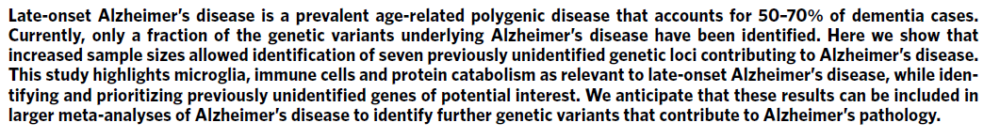 Late-onset Alzheimer's disease is a prevalent age-related polygenic disease that accounts for 50–70% of dementia cases.
Currently, only a fraction of the genetic variants underlying Alzheimer's disease have been identified. Here we show that
increased sample sizes allowed identification of seven previously unidentified genetic loci contributing to Alzheimer's disease.
This study highlights microglia, immune cells and protein catabolism as relevant to late-onset Alzheimer's disease, while iden-
tifying and prioritizing previously unidentified genes of potential interest. We anticipate that these results can be included in
larger meta-analyses of Alzheimer's disease to identify further genetic variants that contribute to Alzheimer's pathology.